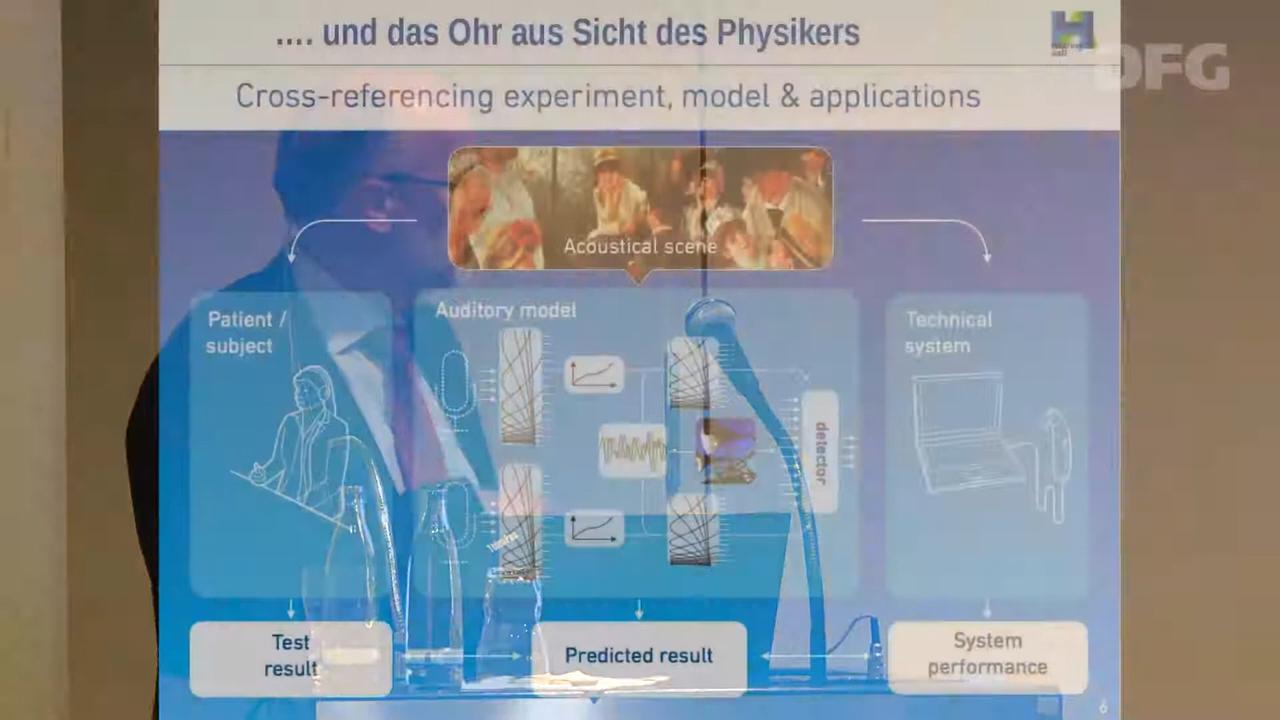 .... und das Ohr aus Sicht des Physikers
DFG
Cross-referencing experiment, model & applications
Acoustical scene
Patient /
subject
Auditory model
Technical
system
detector
Test
result
Predicted result
System
performance
6